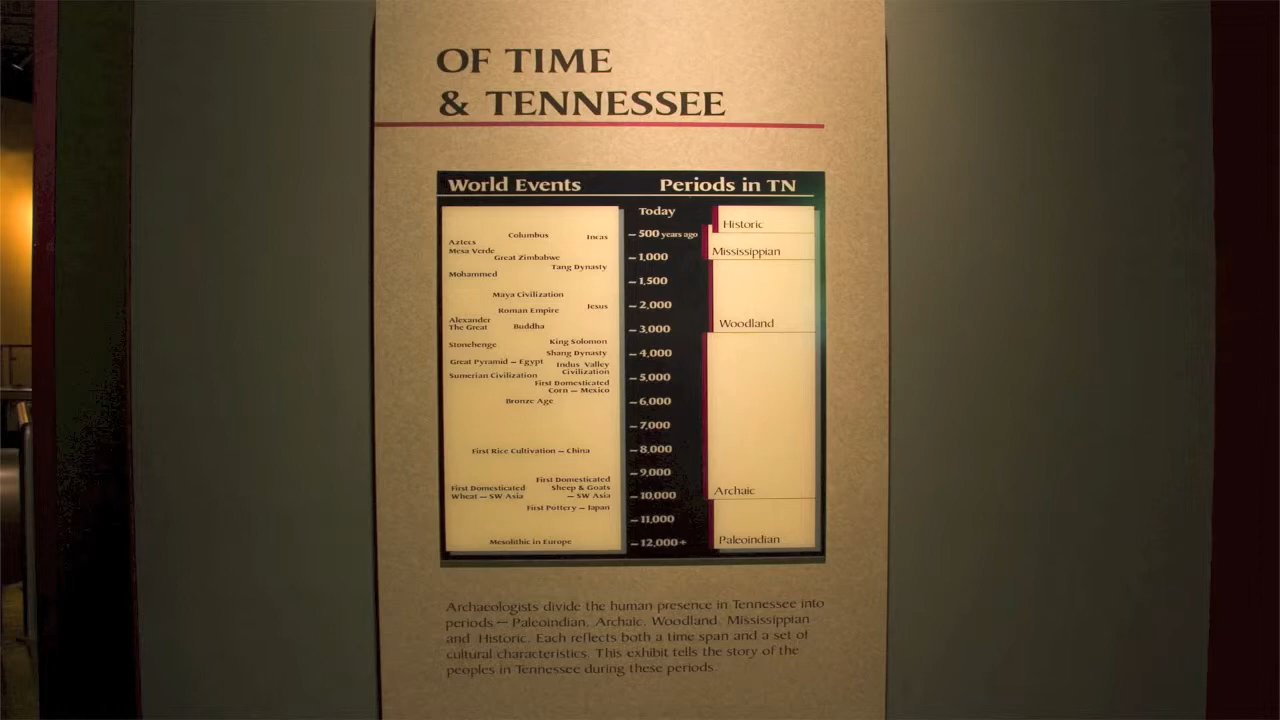 OF TIME
& TENNESSEE
World Events
Periods in TN
Columbus
Incas
Aztecs
Mesa Verde
Great Zimbabwe
Tang Dynasty
Mohammed
Maya Civilization
Jesus
Roman Empire
Alexander
The Great
Buddha
King Solomon
Stonehenge
Shang Dynasty
Great Pyramid – Egypt
Indus Valley
Civilization
Sumerian Civilization
First Domesticated
Corn – Mexico
Bronze Age
First Rice Cultivation – China
First Domesticated
Sheep & Goats
– SW Asia
First Domesticated
Wheat – SW Asia
First Pottery – Japan
Mesolithic in Europe
Today
– 500 years ago
– 1,000
– 1,500
– 2,000
– 3,000
– 4,000
– 5,000
– 6,000
– 7,000
– 8,000
– 9,000
– 10,000
– 11,000
– 12,000+
Historic
Mississippian
Woodland
Archaic
Paleoindian
Archaeologists divide the human presence in Tennessee into
periods – Paleoindian, Archaic, Woodland, Mississippian
and Historic. Each reflects both a time span and a set of
cultural characteristics. This exhibit tells the story of the
peoples in Tennessee during these periods.